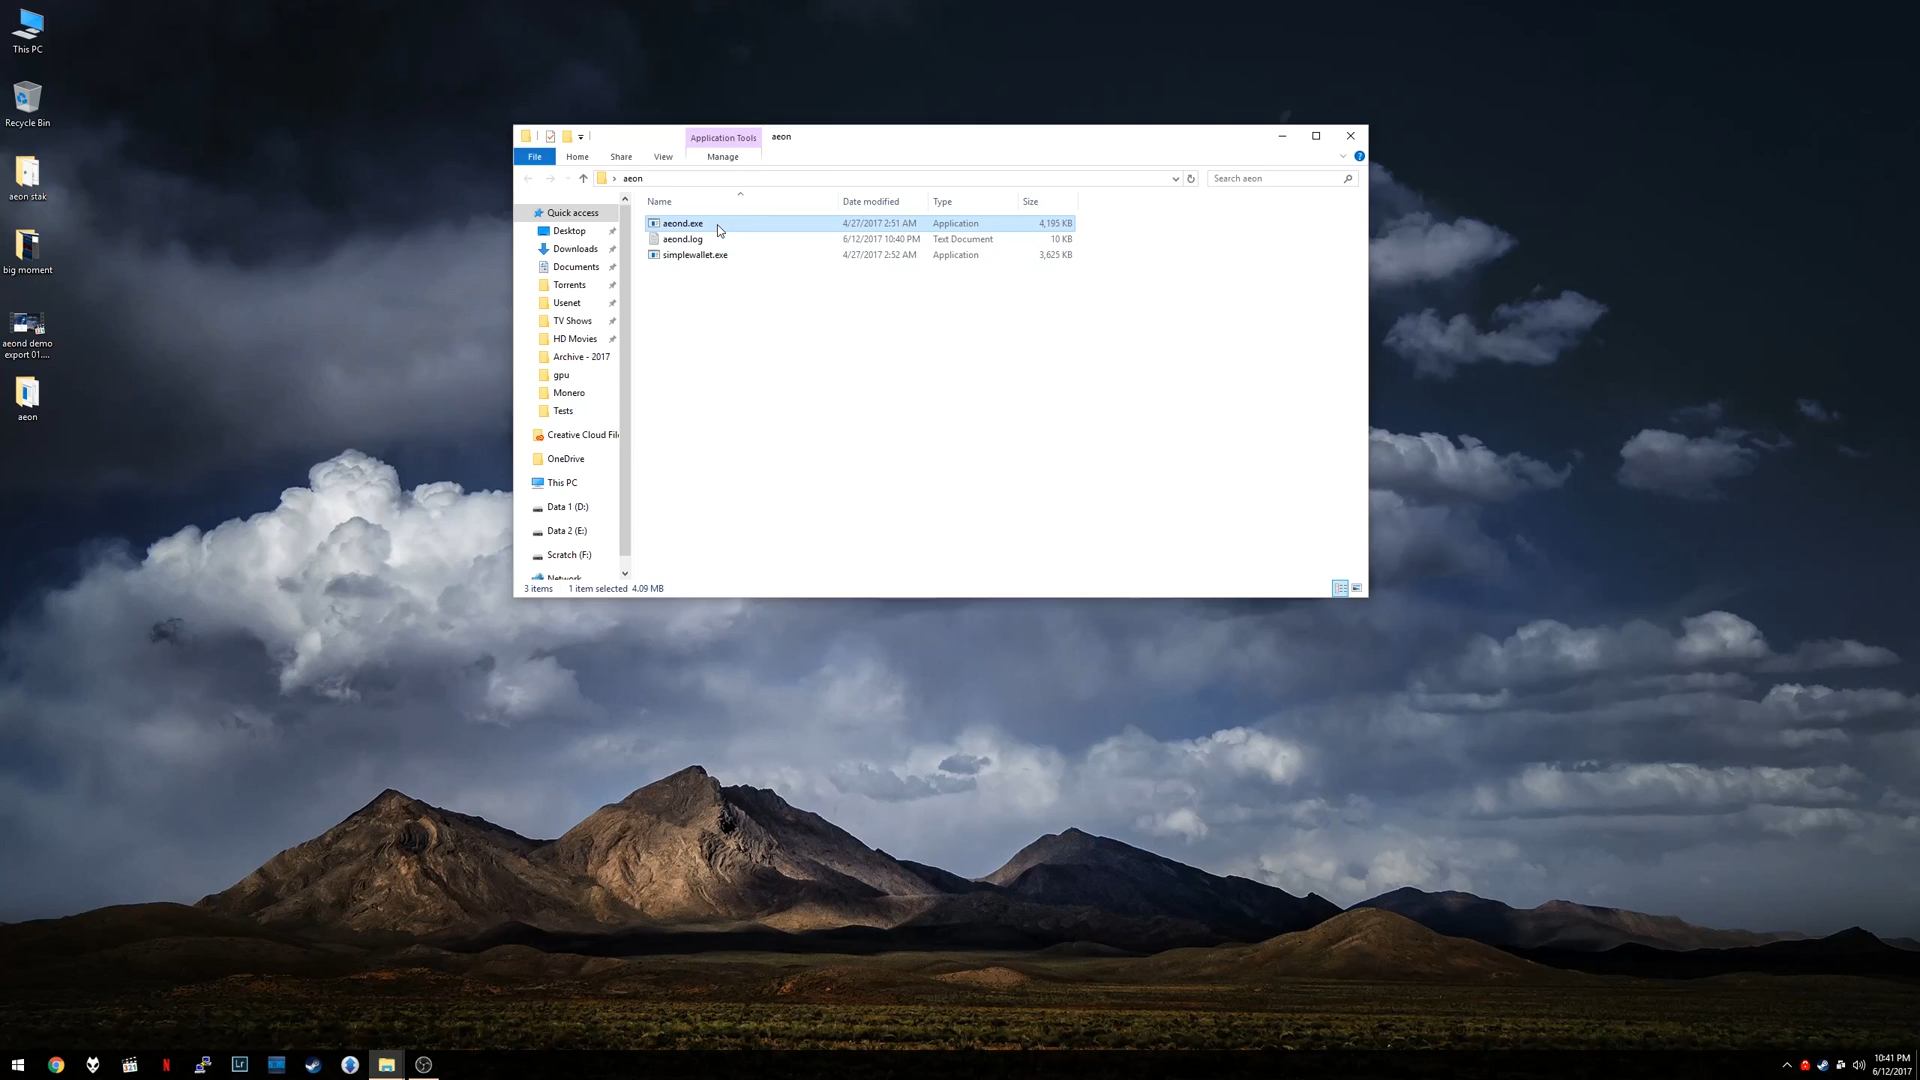 This PC
Recycle Bin
aeon stak
big moment
aeond demo
export 01....
aeon
Application Tools
aeon
File
Home
Share
View
Manage
aeon
Search aeon
Name
Date modified
Type
Size
aeond.exe
4/27/2017 2:51 AM
Application
4,195 KB
aeond.log
6/12/2017 10:40 PM
Text Document
10 KB
simplewallet.exe
4/27/2017 2:52 AM
Application
3,625 KB
Quick access
Desktop
Downloads
Documents
Torrents
Usenet
TV Shows
HD Movies
Archive - 2017
gpu
Monero
Tests
Creative Cloud Fil
OneDrive
This PC
Data 1 (D:)
Data 2 (E:)
Scratch (F:)
Network
3 items
1 item selected 4.09 MB
Lr
10:41 PM
6/12/2017